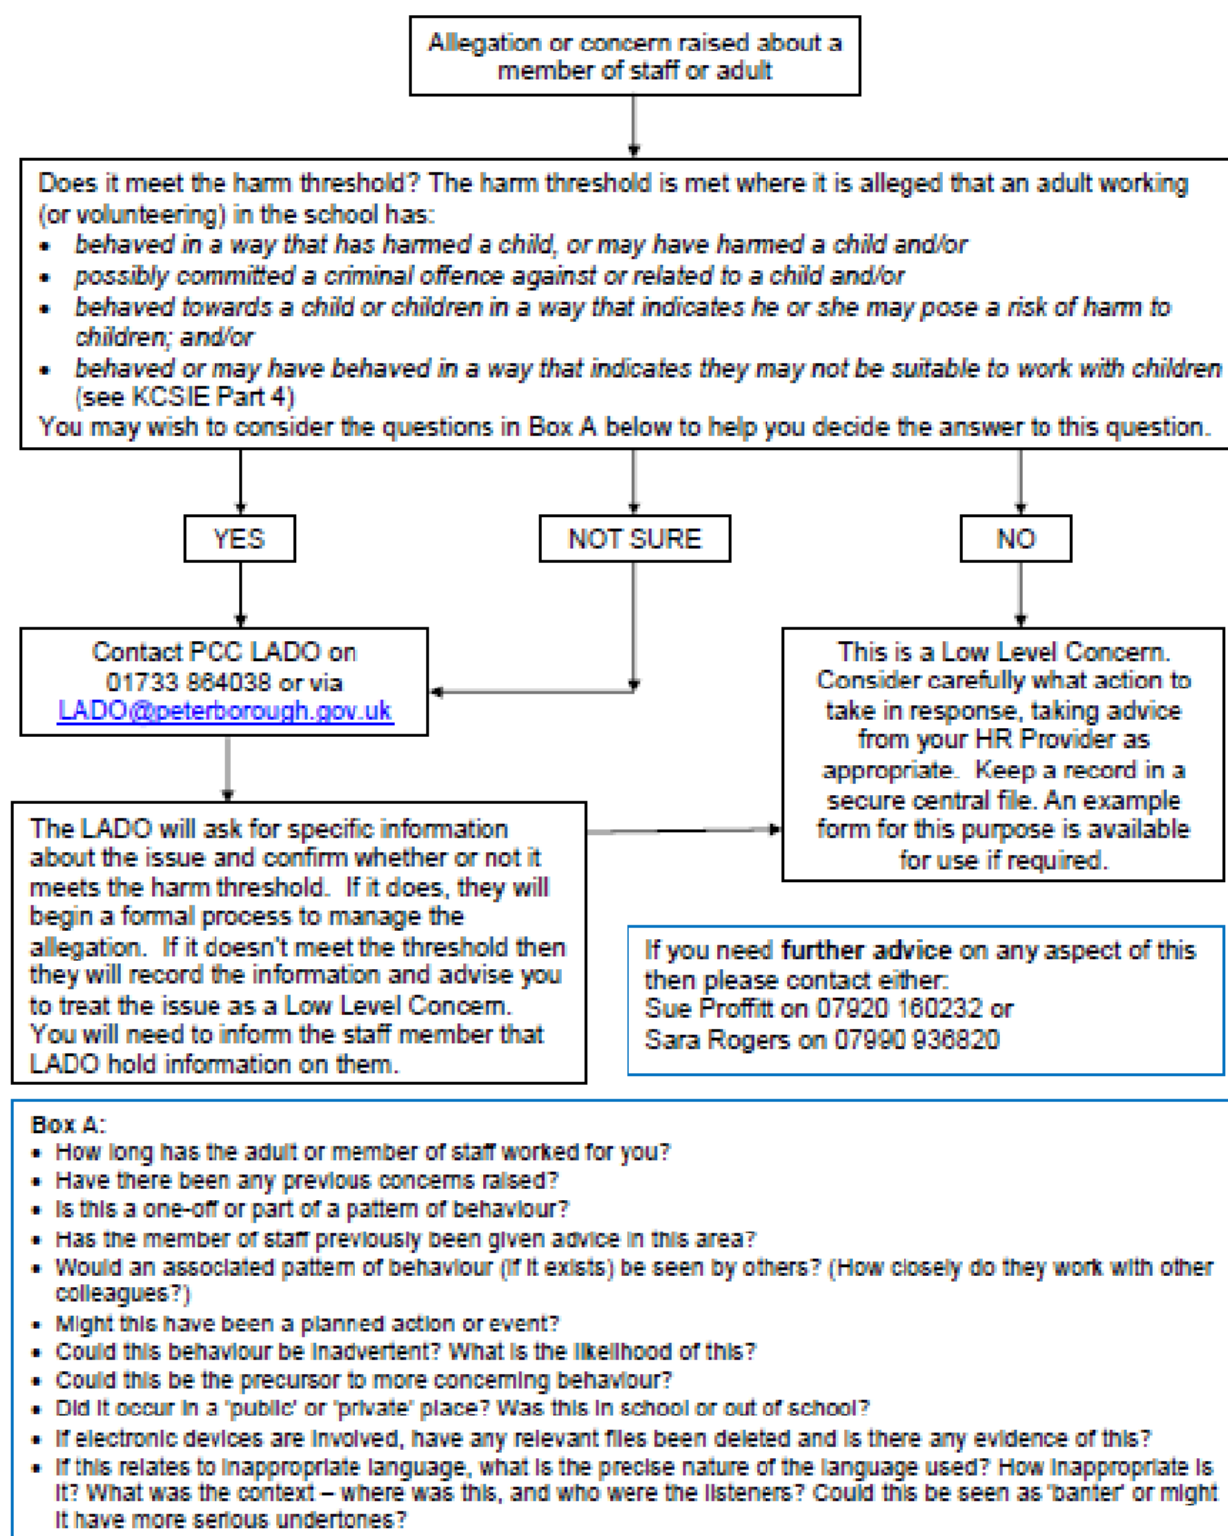 Allegation or concern raised about a
member of staff or adult
Does it meet the harm threshold? The harm threshold is met where it is alleged that an adult working
(or volunteering) in the school has:
• behaved in a way that has harmed a child, or may have harmed a child and/or
• possibly committed a criminal offence against or related to a child and/or
• behaved towards a child or children in a way that indicates he or she may pose a risk of harm to
children; and/or
• behaved or may have behaved in a way that indicates they may not be suitable to work with children
(see KCSIE Part 4)
You may wish to consider the questions in Box A below to help you decide the answer to this question.
YES
NOT SURE
NO
Contact PCC LADO on
01733 864038 or via
LADO@peterborough.gov.uk
This is a Low Level Concern.
Consider carefully what action to
take in response, taking advice
from your HR Provider as
appropriate. Keep a record in a
secure central file. An example
form for this purpose is available
for use if required.
The LADO will ask for specific information
about the issue and confirm whether or not it
meets the harm threshold. If it does, they will
begin a formal process to manage the
allegation. If it doesn't meet the threshold then
they will record the information and advise you
to treat the issue as a Low Level Concern.
You will need to inform the staff member that
LADO hold information on them.
If you need further advice on any aspect of this
then please contact either:
Sue Proffitt on 07920 160232 or
Sara Rogers on 07990 936820
Box A:
• How long has the adult or member of staff worked for you?
• Have there been any previous concerns raised?
• Is this a one-off or part of a pattern of behaviour?
• Has the member of staff previously been given advice in this area?
• Would an associated pattern of behaviour (if it exists) be seen by others? (How closely do they work with other
colleagues?)
• Might this have been a planned action or event?
• Could this behaviour be inadvertent? What is the likelihood of this?
• Could this be the precursor to more concerning behaviour?
• Did it occur in a 'public' or 'private' place? Was this in school or out of school?
• If electronic devices are involved, have any relevant files been deleted and is there any evidence of this?
• If this relates to inappropriate language, what is the precise nature of the language used? How inappropriate is
it? What was the context – where was this, and who were the listeners? Could this be seen as 'banter' or might
it have more serious undertones?